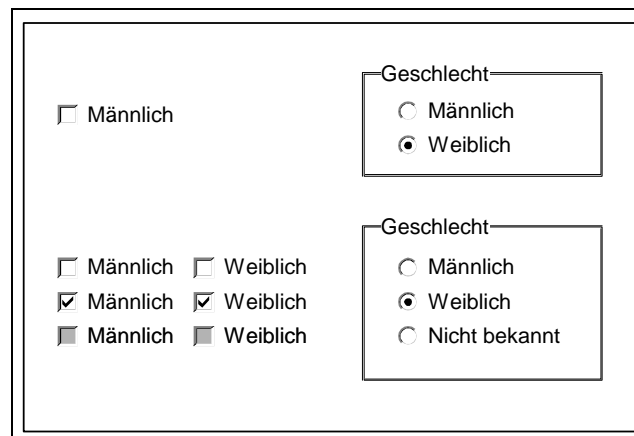 Männlich
Geschlecht
Männlich
Weiblich
Männlich Weiblich
Männlich Weiblich
Männlich Weiblich
Geschlecht
Männlich
Weiblich
Nicht bekannt